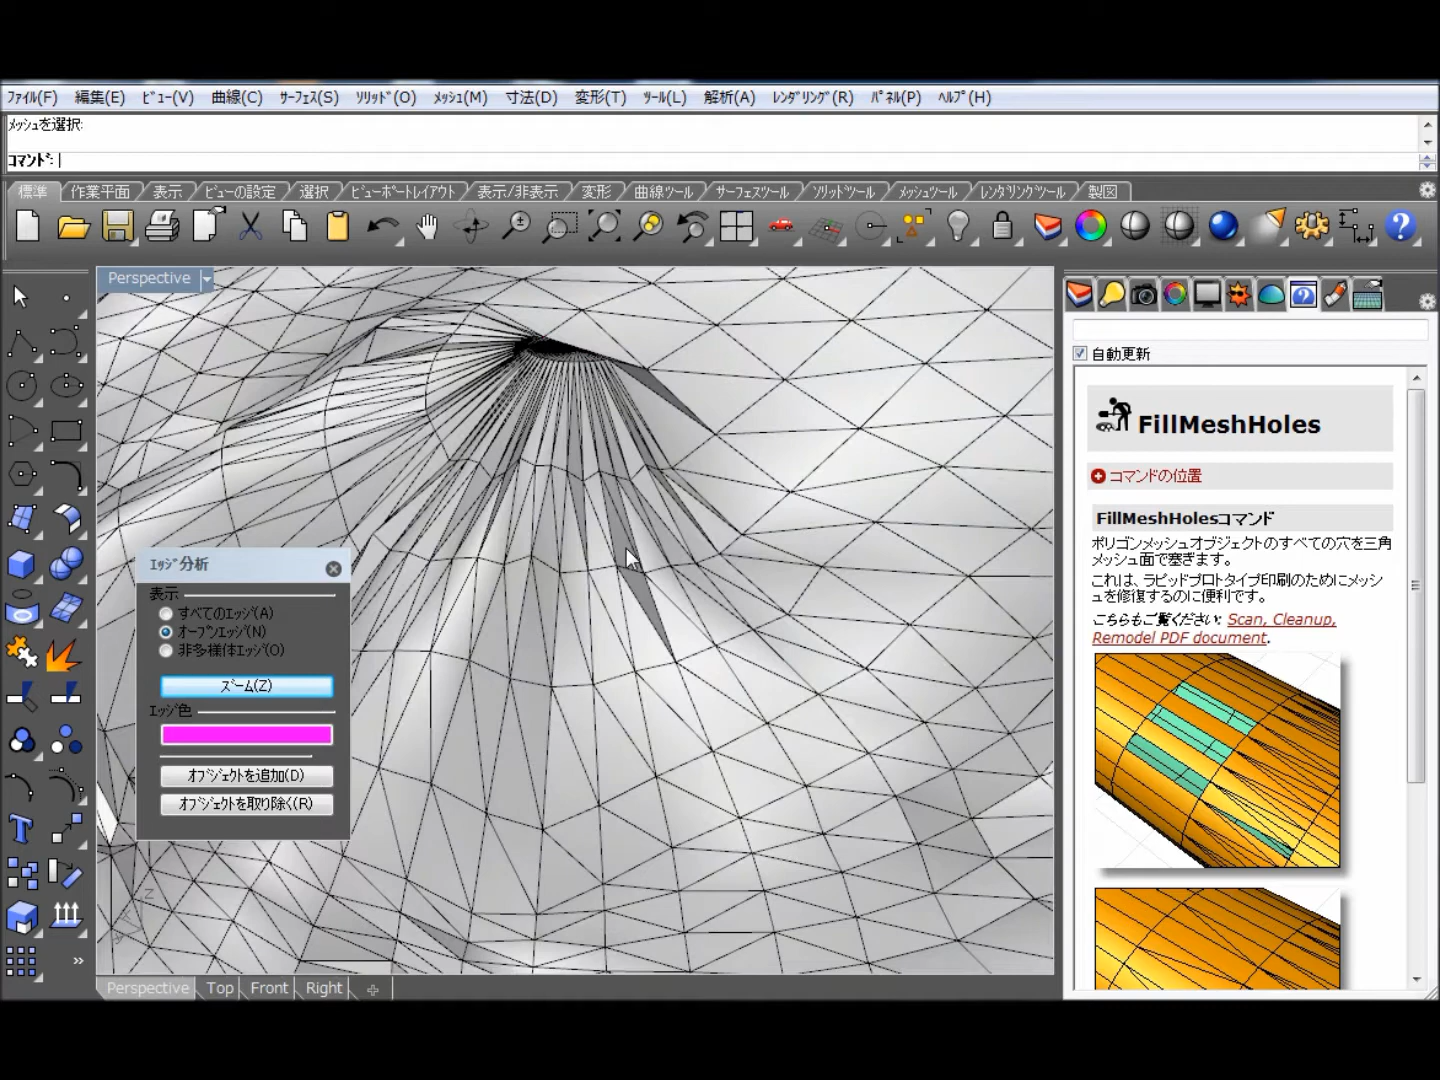 ﾌｧｲﾙ(F) 編集(E) ﾋﾞｭｰ(V) 曲線(C) ｻｰﾌｪｽ(S) ｿﾘｯﾄﾞ(O) ﾒｯｼｭ(M) 寸法(D) 変形(T) ﾂｰﾙ(L) 解析(A) ﾚﾝﾀﾞﾘﾝｸﾞ(R) ﾊﾟﾈﾙ(P) ﾍﾙﾌﾟ(H)
ﾒｯｼｭを選択:
ｺﾏﾝﾄﾞ:
標準 作業平面 表示 ﾋﾞｭｰの設定 選択 ﾋﾞｭｰﾎﾟｰﾄﾚｲｱｳﾄ 表示/非表示 変形 曲線ﾂｰﾙ ｻｰﾌｪｽﾂｰﾙ ｿﾘｯﾄﾞﾂｰﾙ ﾒｯｼｭﾂｰﾙ ﾚﾝﾀﾞﾘﾝｸﾞﾂｰﾙ 製図
Perspective
ｴｯｼﾞ分析
表示
すべてのｴｯｼﾞ(A)
ｵｰﾌﾟﾝｴｯｼﾞ(N)
非多様体ｴｯｼﾞ(O)
ｽﾞｰﾑ(Z)
ｴｯｼﾞ色
ｵﾌﾞｼﾞｪｸﾄを追加(D)
ｵﾌﾞｼﾞｪｸﾄを取り除く(R)
Z
Perspective Top Front Right
自動更新
FillMeshHoles
コマンドの位置
FillMeshHolesコマンド
ポリゴンメッシュオブジェクトのすべての穴を三角
メッシュ面で塞ぎます。
これは、ラピッドプロトタイプ印刷のためにメッシ
ュを修復するのに便利です。
こちらもご覧ください: Scan, Cleanup,
Remodel PDF document.